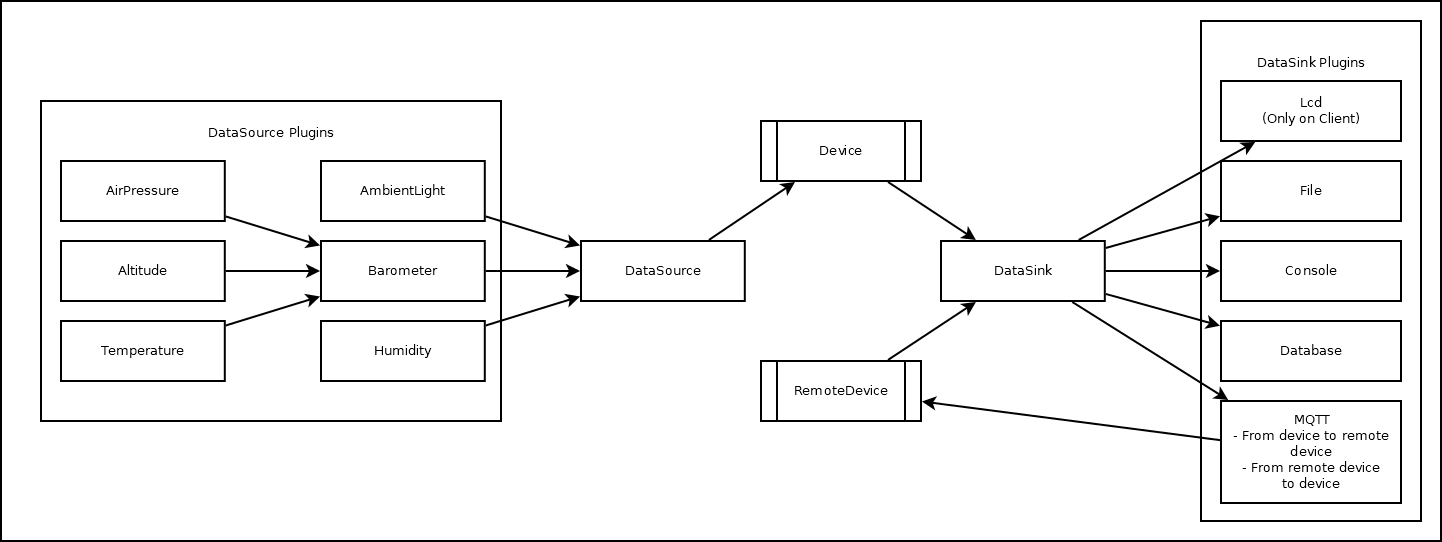 DataSource Plugins
AirPressure
AmbientLight
Altitude
Barometer
Temperature
Humidity
DataSource
Device
RemoteDevice
DataSink
DataSink Plugins
Lcd
(Only on Client)
File
Console
Database
MQTT
- From device to remote
device
- From remote device
to device